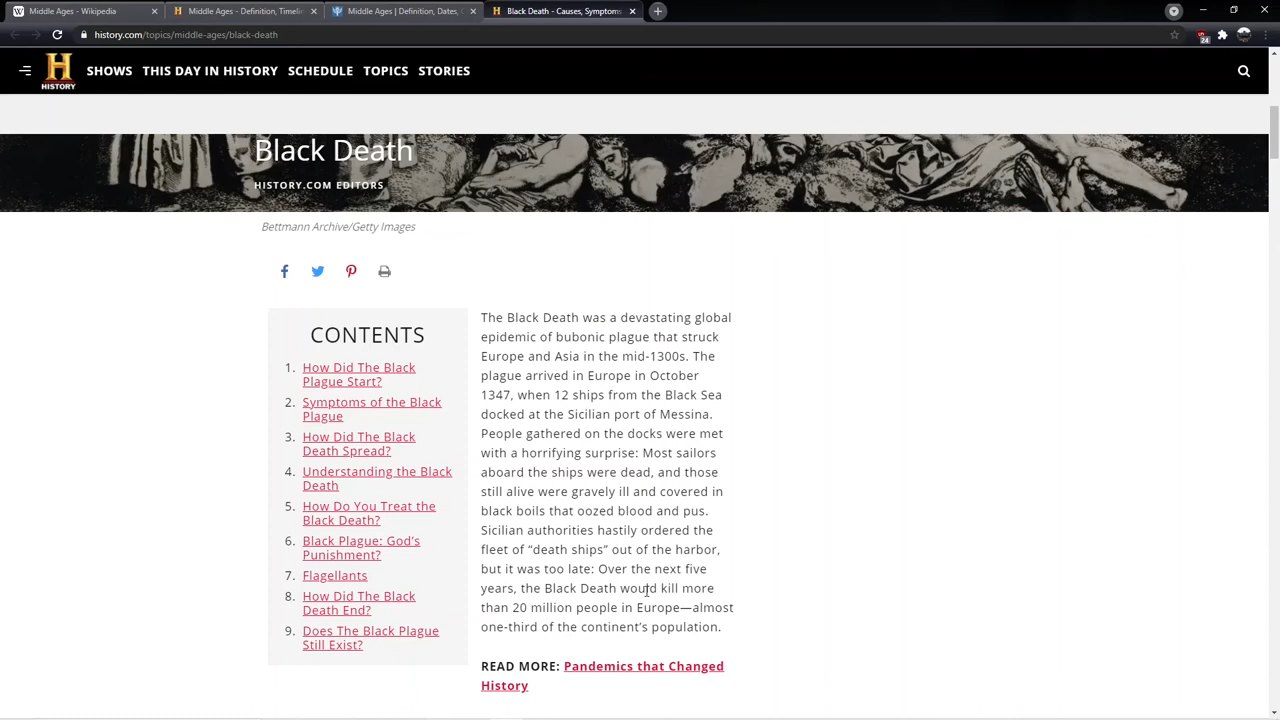 Middle Ages - Wikipedia
Middle Ages - Definition, Timelin
Middle Ages | Definition, Dates,
Black Death - Causes, Symptoms
history.com/topics/middle-ages/black-death
24
H
HISTORY
SHOWS THIS DAY IN HISTORY SCHEDULE TOPICS STORIES
Black Death
HISTORY.COM EDITORS
Bettmann Archive/Getty Images
CONTENTS
1. How Did The Black
Plague Start?
2. Symptoms of the Black
Plague
3. How Did The Black
Death Spread?
4. Understanding the Black
Death
5. How Do You Treat the
Black Death?
6. Black Plague: God's
Punishment?
7. Flagellants
8. How Did The Black
Death End?
9. Does The Black Plague
Still Exist?
The Black Death was a devastating global
epidemic of bubonic plague that struck
Europe and Asia in the mid-1300s. The
plague arrived in Europe in October
1347, when 12 ships from the Black Sea
docked at the Sicilian port of Messina.
People gathered on the docks were met
with a horrifying surprise: Most sailors
aboard the ships were dead, and those
still alive were gravely ill and covered in
black boils that oozed blood and pus.
Sicilian authorities hastily ordered the
fleet of “death ships” out of the harbor,
but it was too late: Over the next five
years, the Black Death would kill more
than 20 million people in Europe—almost
one-third of the continent’s population.
READ MORE: Pandemics that Changed
History